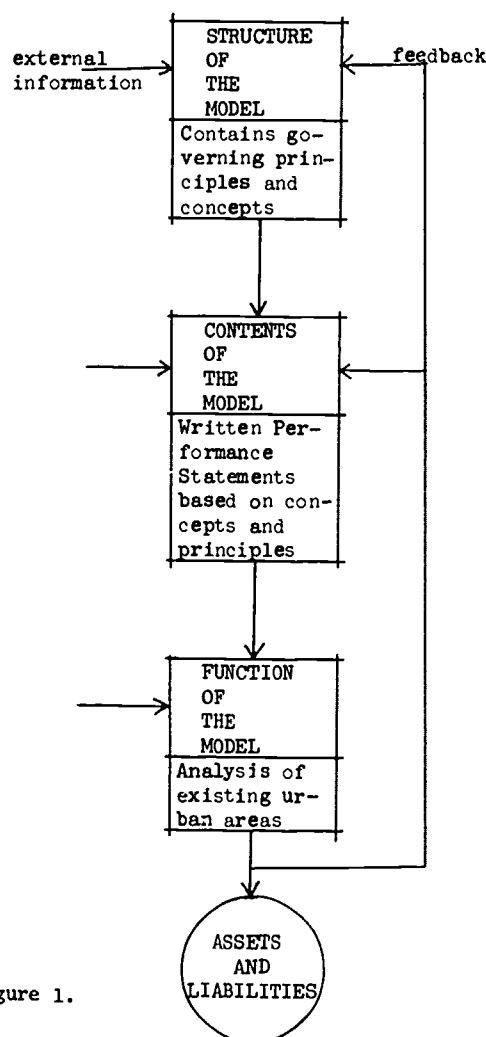 external
information
STRUCTURE
OF
THE
MODEL
feedback
Contains go-
verning prin-
ciples and
concepts
CONTENTS
OF
THE
MODEL
Written Per-
formance
Statements
based on con-
cepts and
principles
FUNCTION
OF
THE
MODEL
Analysis of
existing ur-
ban areas
ASSETS
AND
LIABILITIES
gure 1.